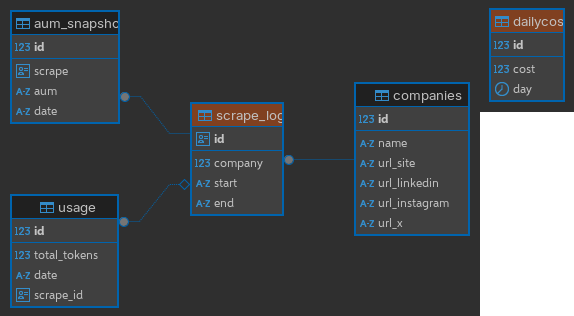 aum_snapsho
123 id
scrape
A-Z aum
A-Z date
usage
123 id
123 total_tokens
A-Z date
scrape_id
scrape_log
id
123 company
A-Z start
A-Z end
companies
123 id
A-Z name
A-Z url_site
A-Z url_linkedin
A-Z url_instagram
A-Z url_x
dailycos
123 id
123 cost
day